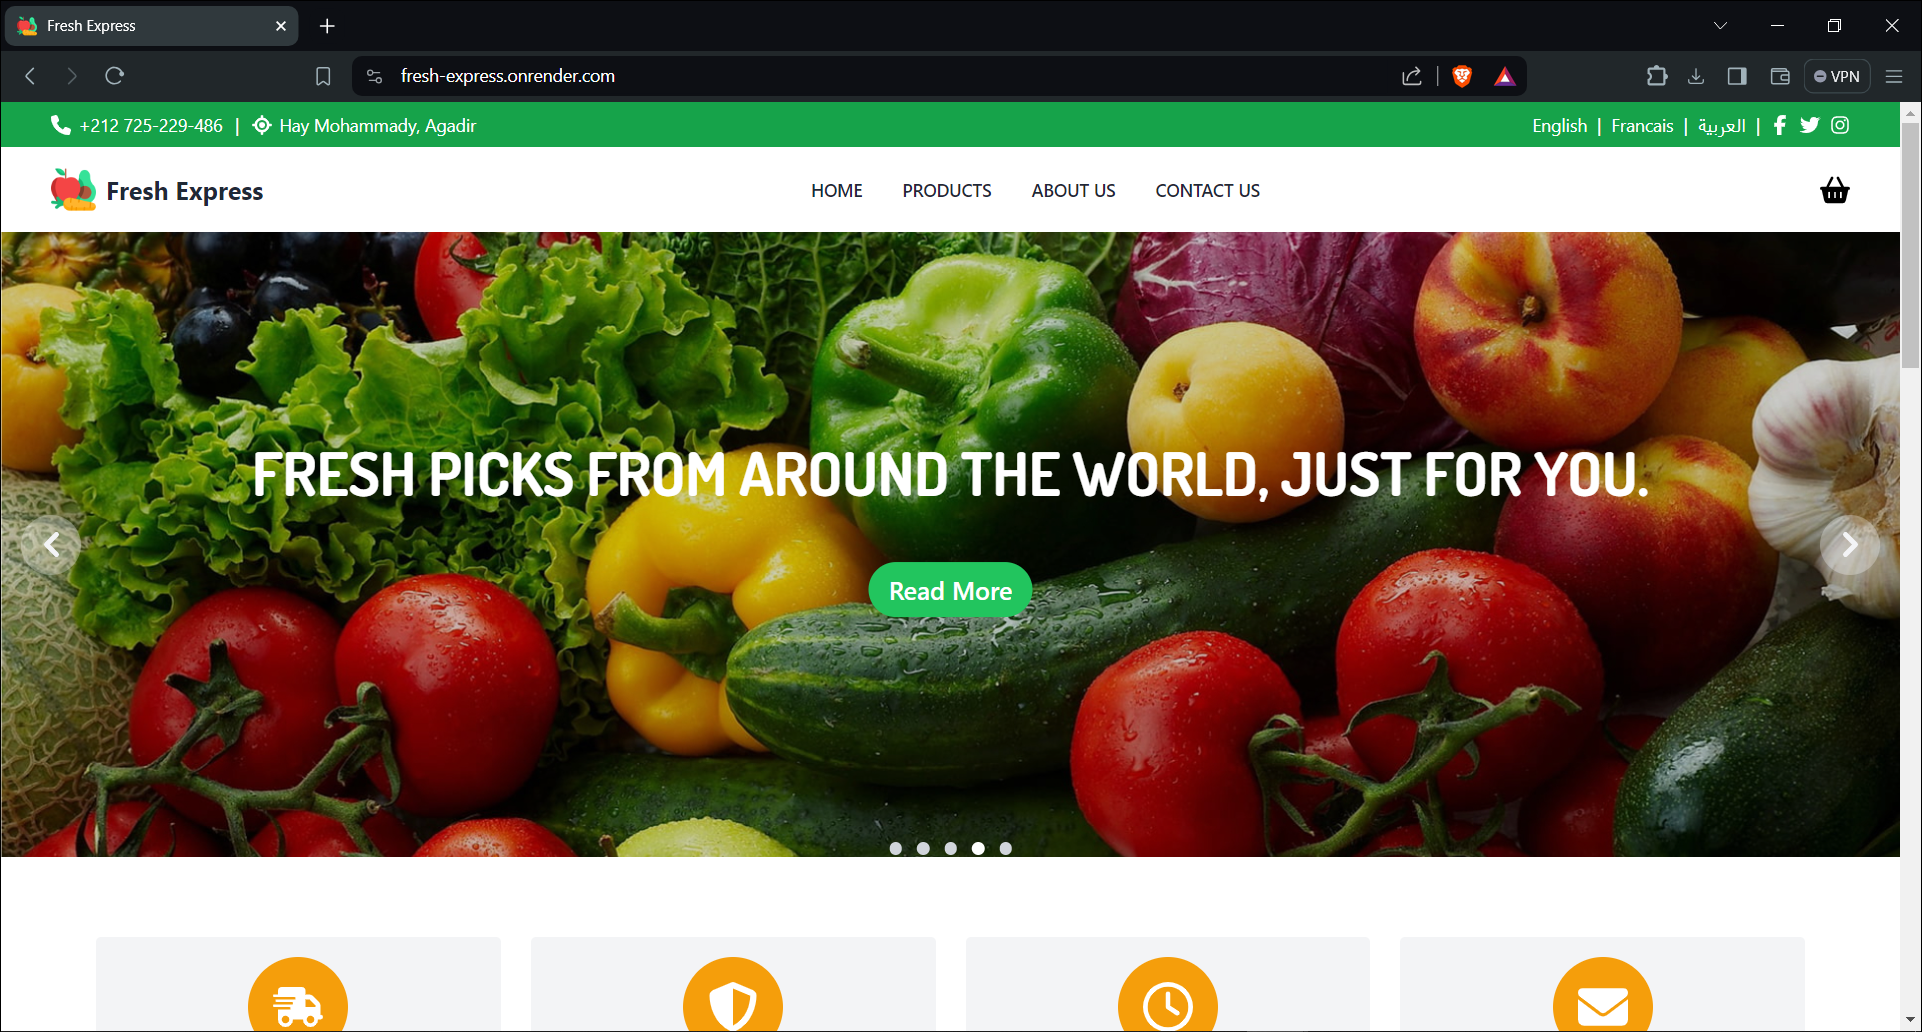 Fresh Express
fresh-express.onrender.com
VPN
+212 725-229-486 | Hay Mohammady, Agadir
English | Francais | العربية |
Fresh Express
HOME PRODUCTS ABOUT US CONTACT US
FRESH PICKS FROM AROUND THE WORLD, JUST FOR YOU.
Read More